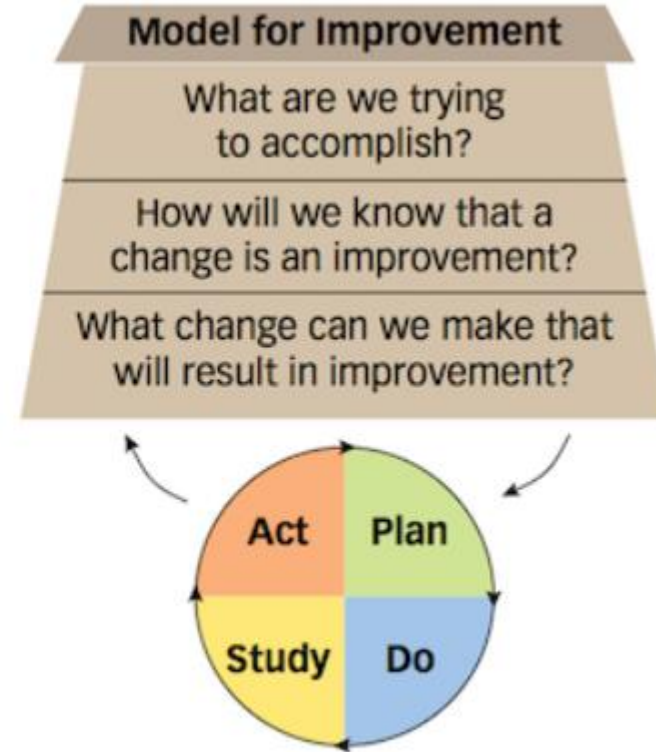 Model for Improvement
What are we trying
to accomplish?
How will we know that a
change is an improvement?
What change can we make that
will result in improvement?
Act
Plan
Study
Do